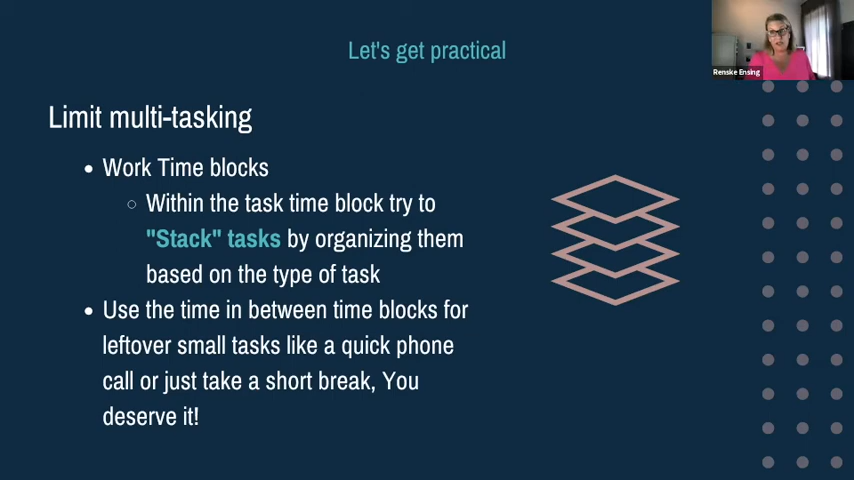 Let's get practical
Renske Ensing
Limit multi-tasking
• Work Time blocks
○ Within the task time block try to
"Stack" tasks by organizing them
based on the type of task
• Use the time in between time blocks for
leftover small tasks like a quick phone
call or just take a short break, You
deserve it!